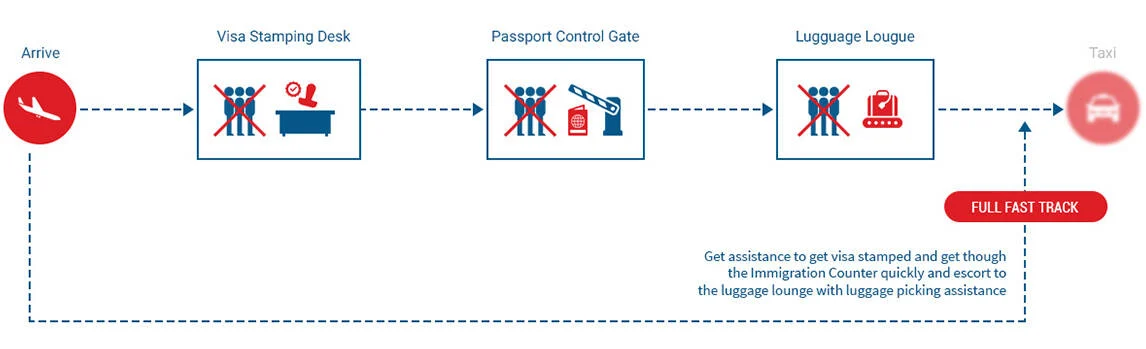 Arrive
Visa Stamping Desk
Passport Control Gate
Lugguage Lougue
Taxi
FULL FAST TRACK
Get assistance to get visa stamped and get though
the Immigration Counter quickly and escort to
the luggage lounge with luggage picking assistance